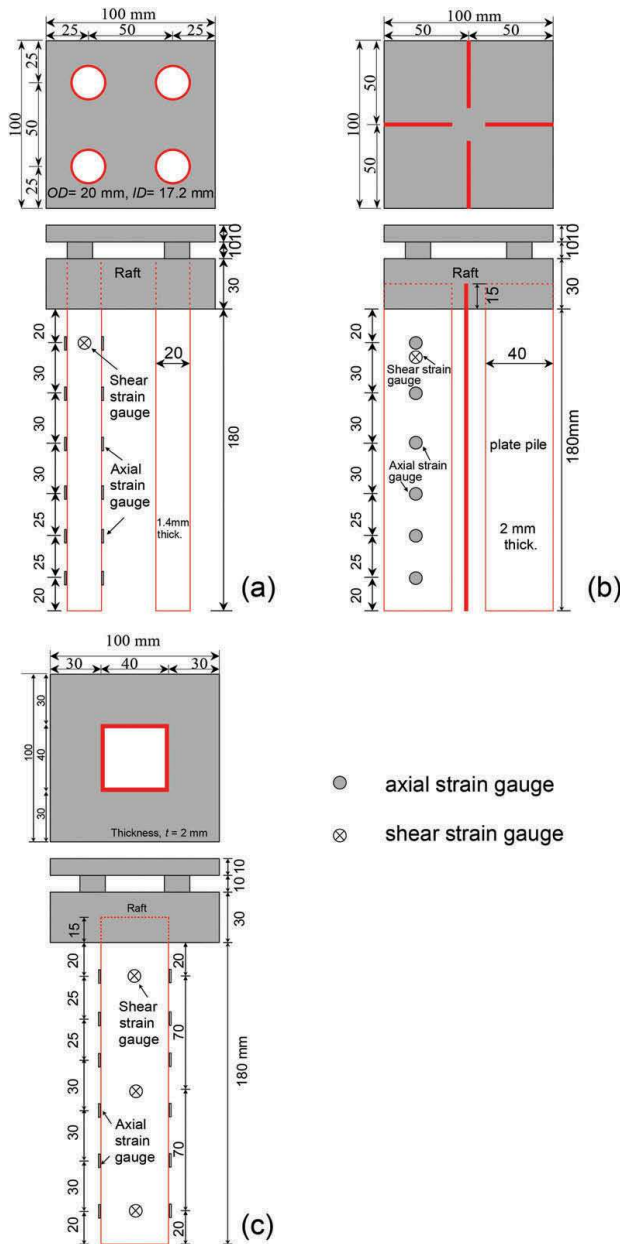 100 mm
25 50 25
25
50
100
25
OD= 20 mm, ID= 17.2 mm
10
10
Raft
30
20
20
Shear
strain
gauge
30
30
180
Axial
strain
gauge
30
1.4mm
thick.
25
25
20
(a)
100 mm
50 50
50
100
50
10
10
Raft
30
15
20
40
Shear strain
gauge
30
30
plate pile
180mm
Axial strain
gauge
30
25
2 mm
thick.
25
20
(b)
100 mm
30 40 30
30
100
40
30
Thickness, t = 2 mm
10
10
Raft
30
15
20
20
Shear
strain
gauge
25
25
70
180 mm
30
Axial
strain
gauge
30
70
30
20
20
(c)
axial strain gauge
shear strain gauge